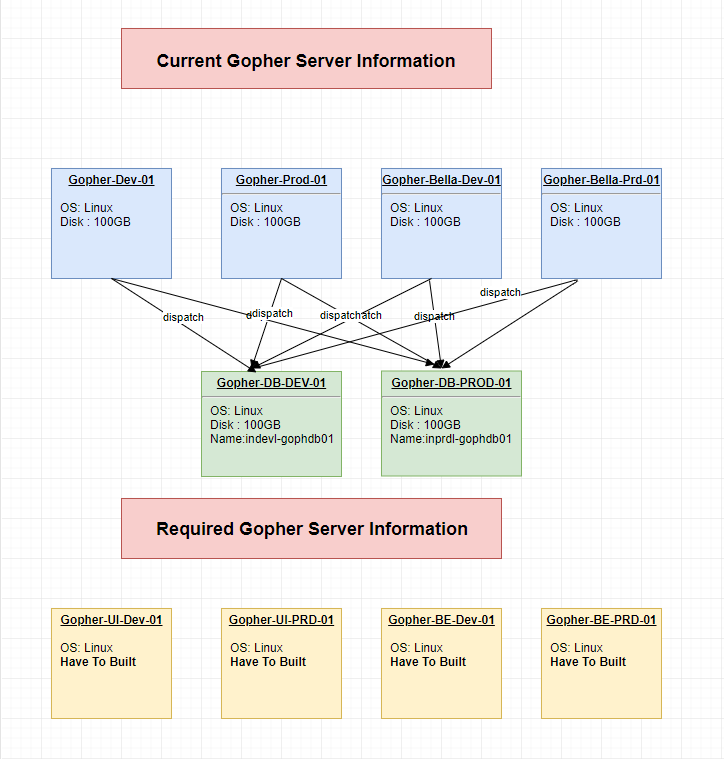 Current Gopher Server Information
Gopher-Dev-01
OS: Linux
Disk : 100GB
Gopher-Prod-01
OS: Linux
Disk : 100GB
Gopher-Bella-Dev-01
OS: Linux
Disk : 100GB
Gopher-Bella-Prd-01
OS: Linux
Disk : 100GB
dispatch
dispatch
dispatch
dispatch
dispatch
Gopher-DB-DEV-01
OS: Linux
Disk : 100GB
Name:indevl-gophdb01
Gopher-DB-PROD-01
OS: Linux
Disk : 100GB
Name:inprdl-gophdb01
Required Gopher Server Information
Gopher-UI-Dev-01
OS: Linux
Have To Built
Gopher-UI-PRD-01
OS: Linux
Have To Built
Gopher-BE-Dev-01
OS: Linux
Have To Built
Gopher-BE-PRD-01
OS: Linux
Have To Built